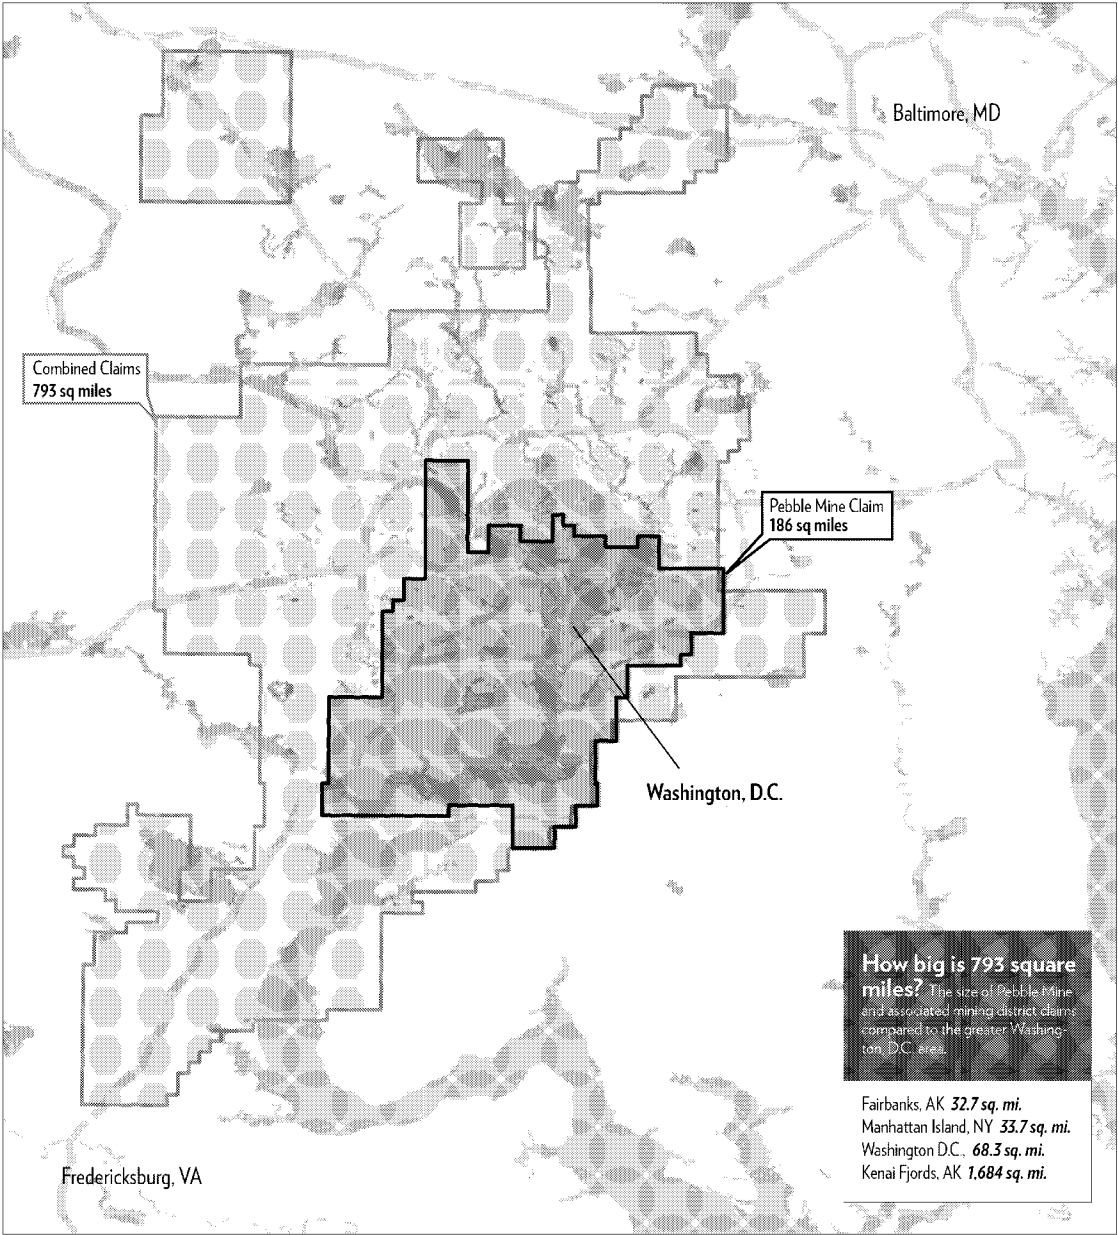 Baltimore, MD
Combined Claims
793 sq miles
Pebble Mine Claim
186 sq miles
Washington, D.C.
How big is 793 square
miles? The size of Pebble Mine
and associated mining district claims
compared to the greater Washing-
ton, D.C. area.
Fairbanks, AK 32.7 sq. mi.
Manhattan Island, NY 33.7 sq. mi.
Washington D.C., 68.3 sq. mi.
Kenai Fjords, AK 1,684 sq. mi.
Fredericksburg, VA